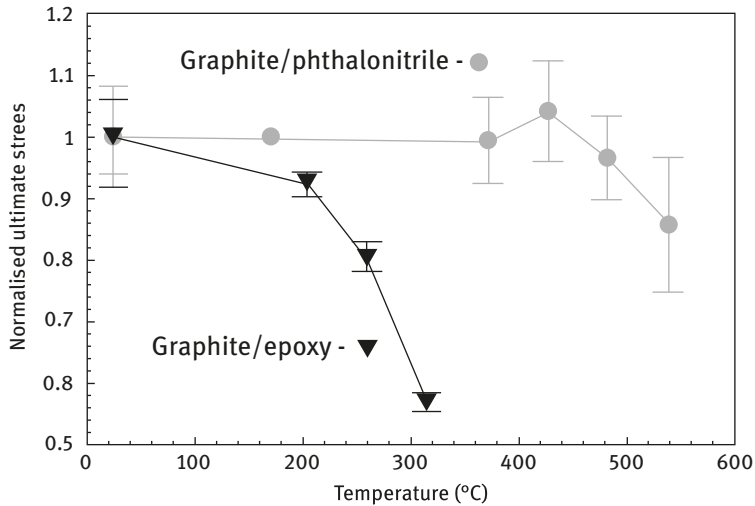 1.2
Graphite/phthalonitrile -
1.1
1
0.9
0.8
0.7
Graphite/epoxy -
0.8
0.5
0 100 200 300 400 500 600
Normalised ultimate strees
Temperature (°C)